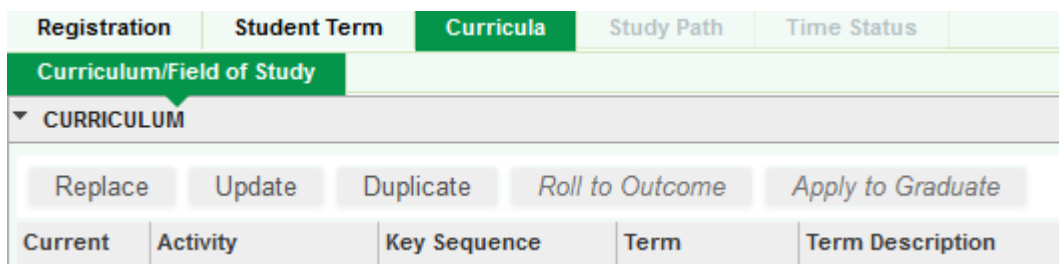 Registration Student Term Curricula Study Path Time Status
Curriculum/Field of Study
CURRICULUM
Replace Update Duplicate Roll to Outcome Apply to Graduate
Current Activity Key Sequence Term Term Description